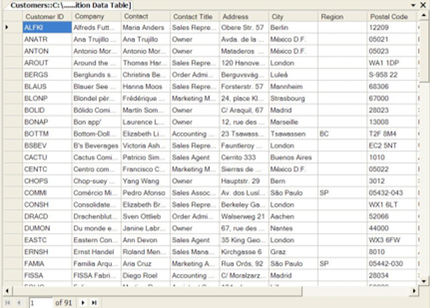 Customers::C:\......ition Data Table]
Customer ID Company Contact Contact Title Address City Region Postal Code
ALFKI Alfreds Futt... Maria Anders Sales Repre... Obere Str. 57 Berlin 12209
ANATR Ana Trujillo ... Ana Trujillo Owner Avda. de la ... México D.F. 05021
ANTON Antonio Mor... Antonio Mor... Owner Mataderos ... México D.F. 05023
AROUT Around the ... Thomas Har... Sales Repre... 120 Hanove... London WA1 1DP
BERGS Berglunds s... Christina Be... Order Admi... Berguvsväg... Luleå S-958 22
BLAUS Blauer See ... Hanna Moos Sales Repre... Forsterstr. 57 Mannheim 68306
BLONP Blondel pèr... Frédérique ... Marketing M... 24, place Kl... Strasbourg 67000
BOLID Bólido Comi... Martín Som... Owner C/ Araquil, 67 Madrid 28023
BONAP Bon app' Laurence L... Owner 12, rue des ... Marseille 13008
BOTTM Bottom-Doll... Elizabeth Li... Accounting ... 23 Tsawass... Tsawassen BC T2F 8M4
BSBEV B's Beverages Victoria Ash... Sales Repre... Fauntleroy ... London EC2 5NT
CACTU Cactus Comi... Patricio Sim... Sales Agent Cerrito 333 Buenos Aires 1010
CENTC Centro com... Francisco C... Marketing M... Sierras de ... México D.F. 05022
CHOPS Chop-suey ... Yang Wang Owner Hauptstr. 29 Bern 3012
COMMI Comércio Mi... Pedro Afonso Sales Assoc... Av. dos Lusí... São Paulo SP 05432-043
CONSH Consolidate... Elizabeth Br... Sales Repre... Berkeley Ga... London WX1 6LT
DRACD Drachenblut... Sven Ottlieb Order Admi... Walserweg 21 Aachen 52066
DUMON Du monde e... Janine Labr... Owner 67, rue des ... Nantes 44000
EASTC Eastern Con... Ann Devon Sales Agent 35 King Geo... London WX3 6FW
ERNSH Ernst Handel Roland Men... Sales Mana... Kirchgasse 6 Graz 8010
FAMIA Familia Arqu... Aria Cruz Marketing A... Rua Orós, 92 São Paulo SP 05442-030
FISSA FISSA Fabri... Diego Roel Accounting ... C/ Moralzarz... Madrid 28034
1 of 91